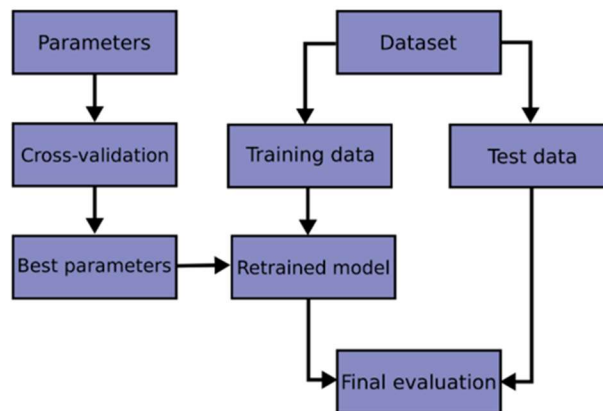 Parameters
Dataset
Cross-validation
Training data
Test data
Best parameters
Retrained model
Final evaluation